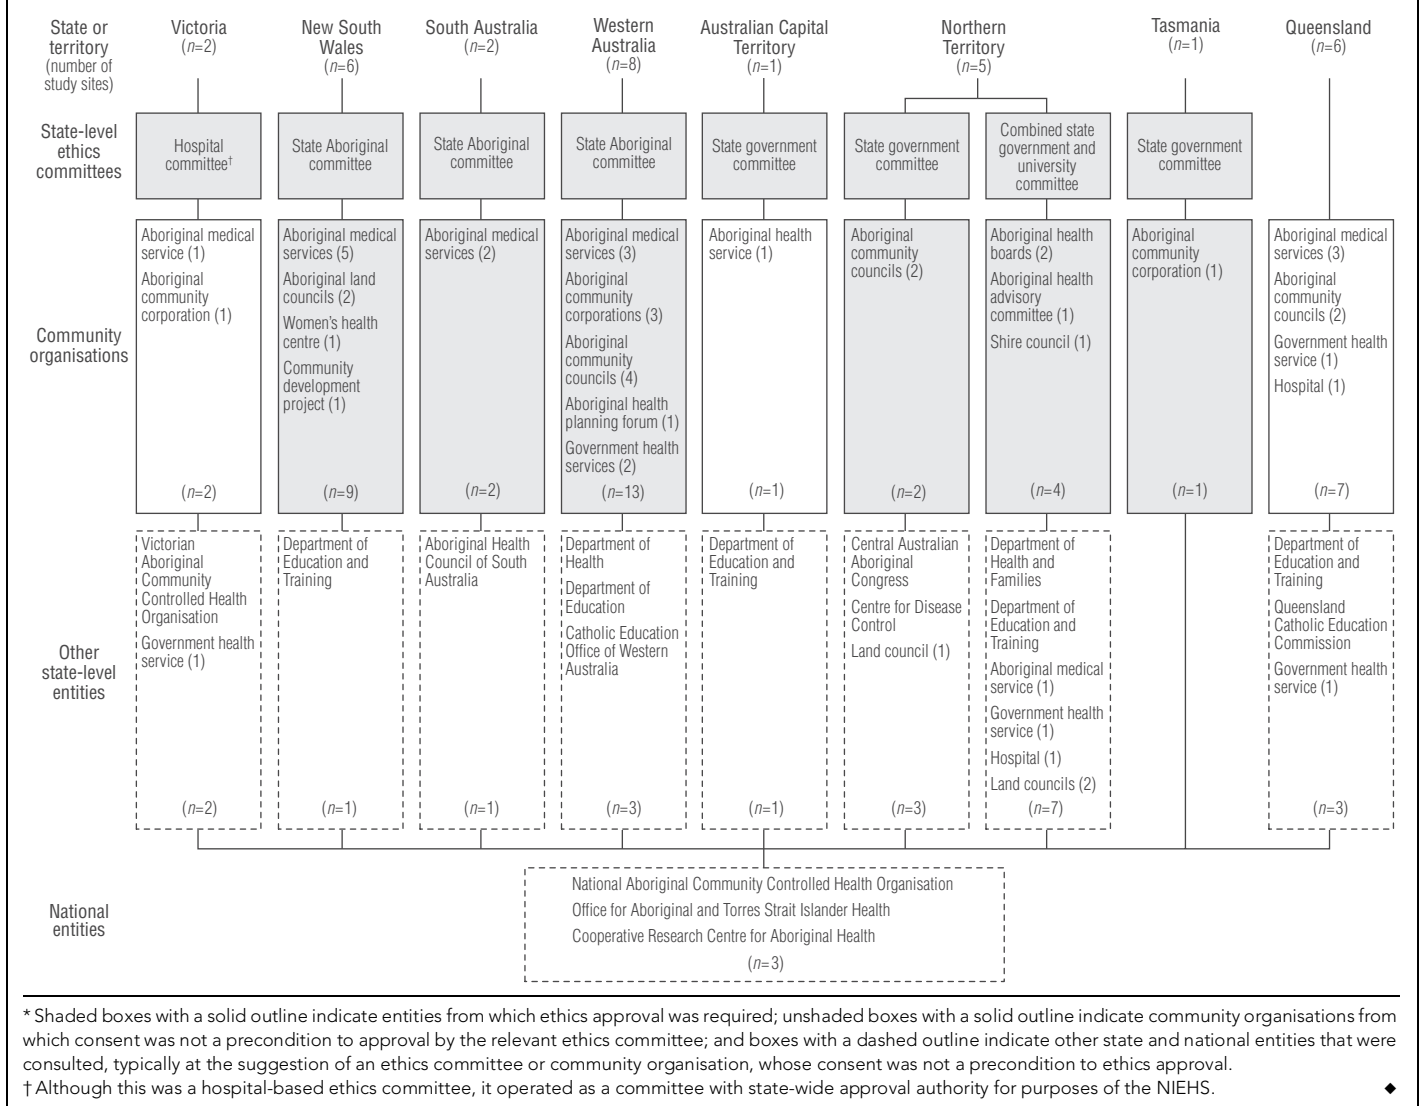 State or
territory
(number of
study sites)
Victoria
(n=2)
New South
Wales
(n=6)
South Australia
(n=2)
Western
Australia
(n=8)
Australian Capital
Territory
(n=1)
Northern
Territory
(n=5)
Tasmania
(n=1)
Queensland
(n=6)
State-level
ethics
committees
Hospital
committee†
State Aboriginal
committee
State Aboriginal
committee
State Aboriginal
committee
State government
committee
State government
committee
Combined state
government and
university
committee
State government
committee
Community
organisations
Aboriginal medical
service (1)
Aboriginal
community
corporation (1)
(n=2)
Aboriginal medical
services (5)
Aboriginal land
councils (2)
Women's health
centre (1)
Community
development
project (1)
(n=9)
Aboriginal medical
services (2)
(n=2)
Aboriginal medical
services (3)
Aboriginal
community
corporations (3)
Aboriginal
community
councils (4)
Aboriginal health
planning forum (1)
Government health
services (2)
(n=13)
Aboriginal health
service (1)
(n=1)
Aboriginal
community
councils (2)
(n=2)
Aboriginal health
boards (2)
Aboriginal health
advisory
committee (1)
Shire council (1)
(n=4)
Aboriginal
community
corporation (1)
(n=1)
Aboriginal medical
services (3)
Aboriginal
community
councils (2)
Government health
service (1)
Hospital (1)
(n=7)
Other
state-level
entities
Victorian
Aboriginal
Community
Controlled Health
Organisation
Government health
service (1)
(n=2)
Department of
Education and
Training
(n=1)
Aboriginal Health
Council of South
Australia
(n=1)
Department of
Health
Department of
Education
Catholic Education
Office of Western
Australia
(n=3)
Department of
Education and
Training
(n=1)
Central Australian
Aboriginal
Congress
Centre for Disease
Control
Land council (1)
(n=3)
Department of
Health and
Families
Department of
Education and
Training
Aboriginal medical
service (1)
Government health
service (1)
Hospital (1)
Land councils (2)
(n=7)
Department of
Education and
Training
Queensland
Catholic Education
Commission
Government health
service (1)
(n=3)
National
entities
National Aboriginal Community Controlled Health Organisation
Office for Aboriginal and Torres Strait Islander Health
Cooperative Research Centre for Aboriginal Health
(n=3)
* Shaded boxes with a solid outline indicate entities from which ethics approval was required; unshaded boxes with a solid outline indicate community organisations from
which consent was not a precondition to approval by the relevant ethics committee; and boxes with a dashed outline indicate other state and national entities that were
consulted, typically at the suggestion of an ethics committee or community organisation, whose consent was not a precondition to ethics approval.
† Although this was a hospital-based ethics committee, it operated as a committee with state-wide approval authority for purposes of the NIEHS. ◆